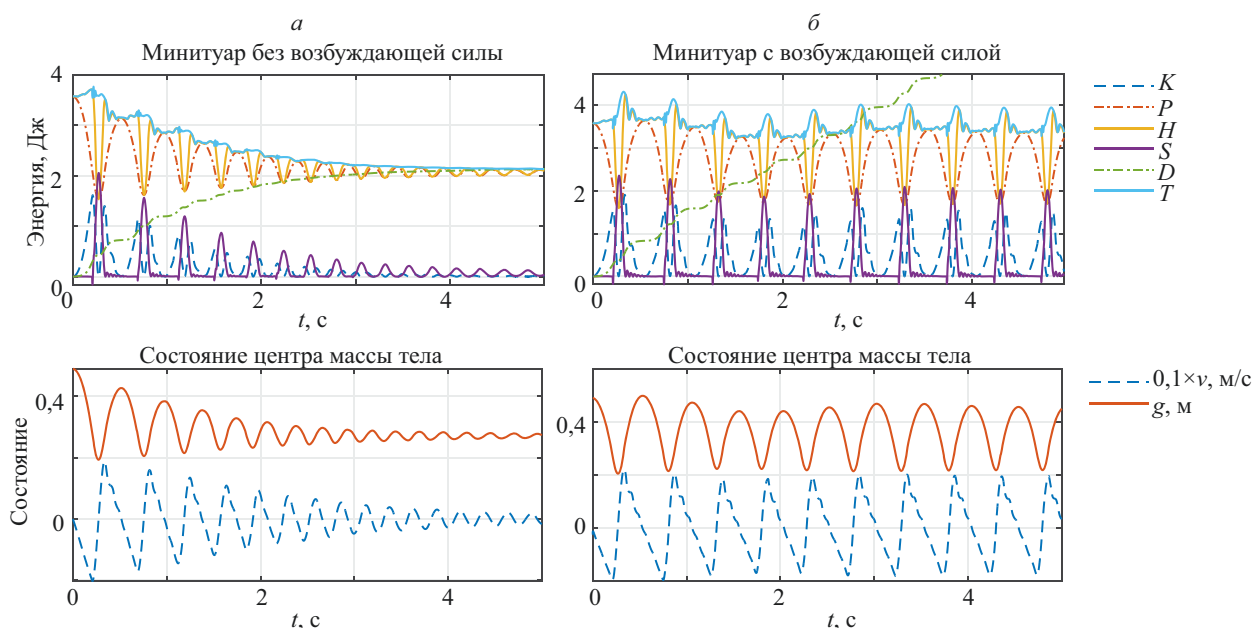 а
Минитуар без возбуждающей силы
Энергия, Дж
4
2
0
0
2
4
t, с
б
Минитуар с возбуждающей силой
4
2
0
0
2
4
t, с
K
P
H
S
D
T
Состояние центра массы тела
Состояние
0,4
0
0
2
4
t, с
Состояние центра массы тела
0,4
0
0
2
4
t, с
0,1×v, м/с
g, м